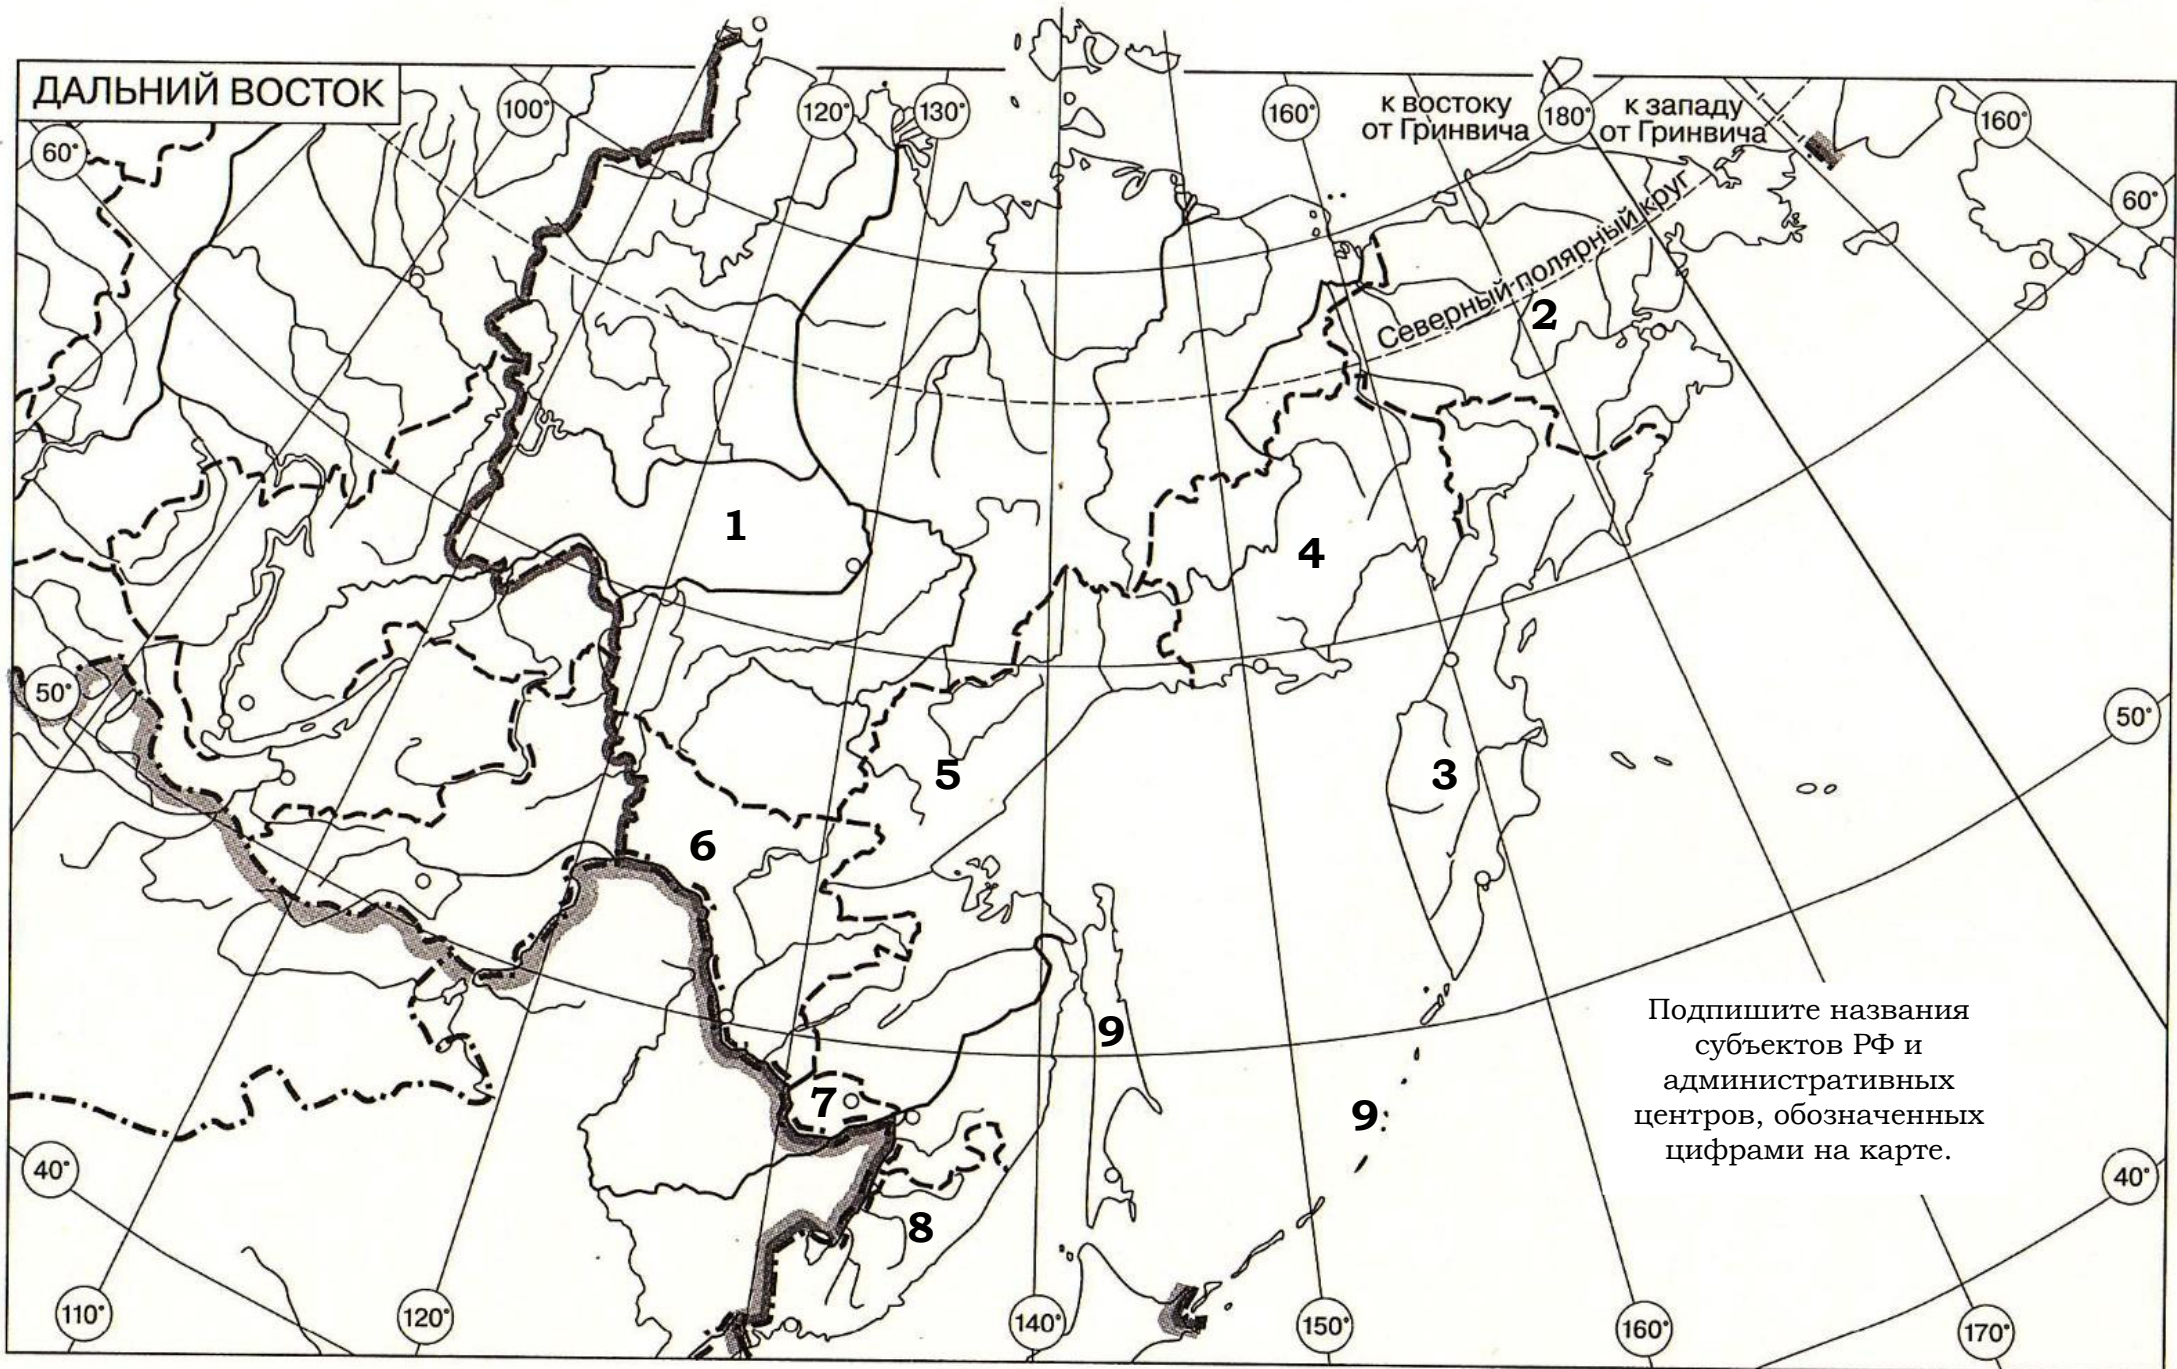 ДАЛЬНИЙ ВОСТОК
60°
100°
120°
130°
160°
к востоку
от Гринвича
180°
к западу
от Гринвича
160°
60°
Северный полярный круг
2
1
4
50°
50°
5
3
6
9
7
9
8
Подпишите названия
субъектов РФ и
административных
центров, обозначенных
цифрами на карте.
40°
40°
110°
120°
140°
150°
160°
170°